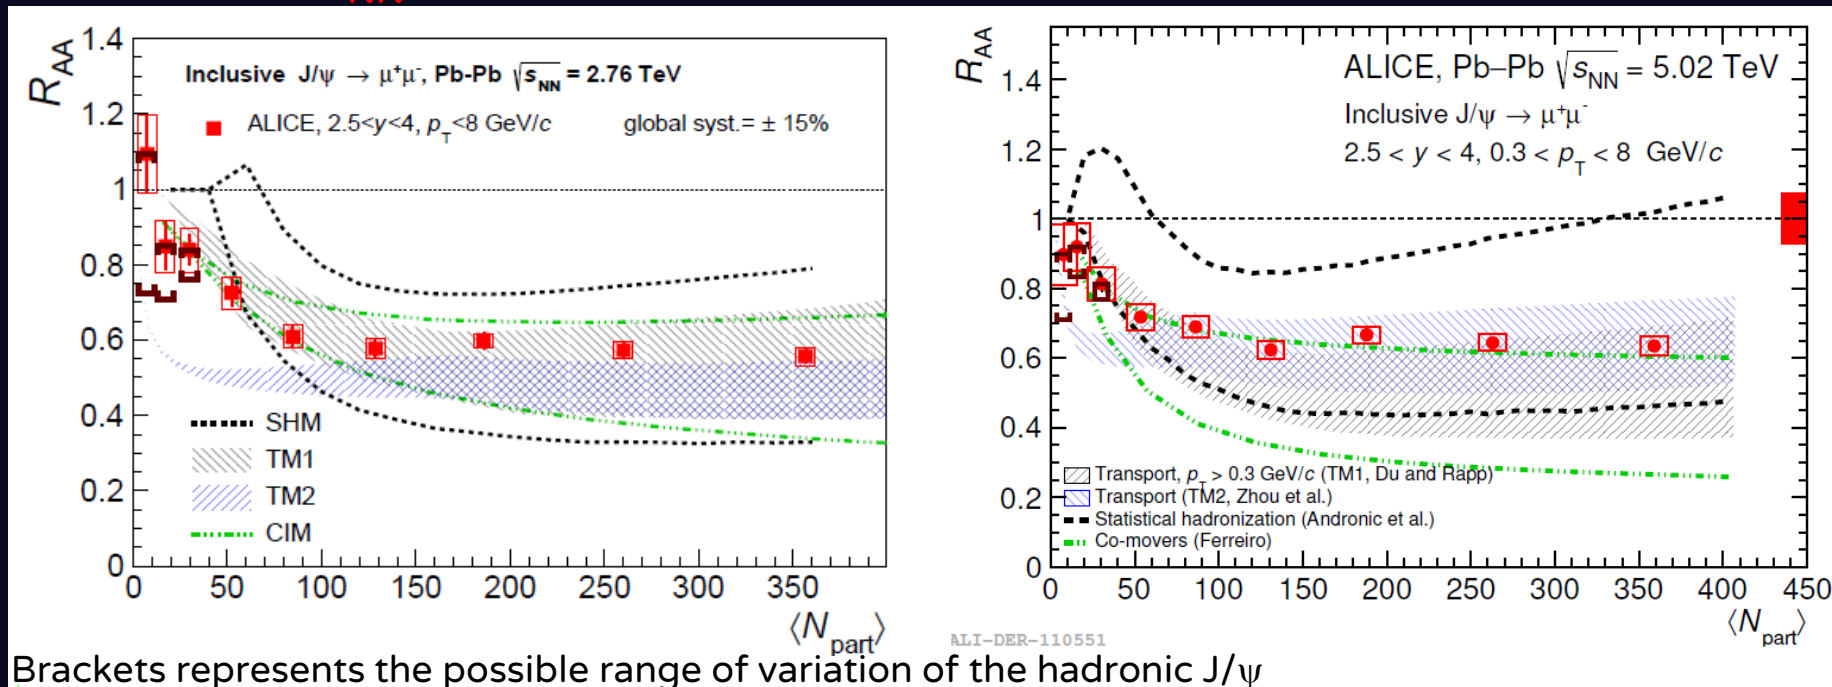 NN
1.4
R_AA
Inclusive J/ψ → μ⁺μ⁻, Pb-Pb √s_NN = 2.76 TeV
1.2
ALICE, 2.5<y<4, p_T<8 GeV/c global syst.= ± 15%
1
0.8
0.6
0.4
SHM
TM1
0.2
TM2
CIM
0
0 50 100 150 200 250 300 350
⟨N_part⟩
R_AA
ALICE, Pb–Pb √s_NN = 5.02 TeV
1.4
Inclusive J/ψ → μ⁺μ⁻
1.2
2.5 < y < 4, 0.3 < p_T < 8 GeV/c
1
0.8
0.6
0.4
Transport, p_T > 0.3 GeV/c (TM1, Du and Rapp)
0.2
Transport (TM2, Zhou et al.)
Statistical hadronization (Andronic et al.)
Co-movers (Ferreiro)
0
0 50 100 150 200 250 300 350 400 450
⟨N_part⟩
ALI-DER-110551
Brackets represents the possible range of variation of the hadronic J/ψ